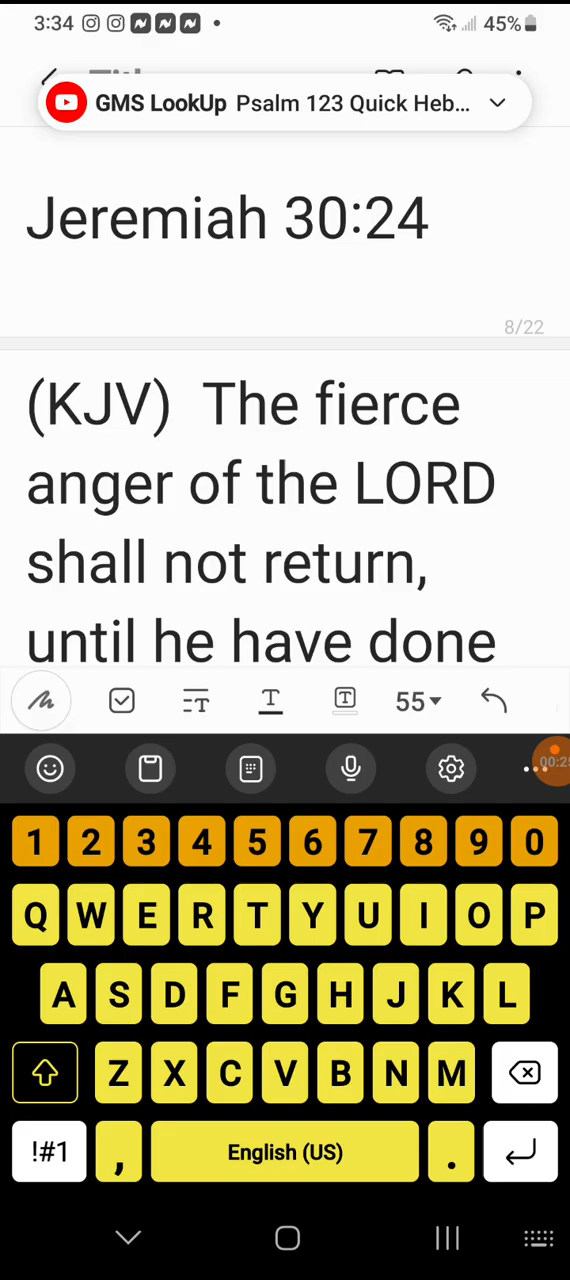 3:34 45%
GMS LookUp Psalm 123 Quick Heb...
Jeremiah 30:24
8/22
(KJV) The fierce
anger of the LORD
shall not return,
until he have done
T T T 55
00:25
1 2 3 4 5 6 7 8 9 0
Q W E R T Y U I O P
A S D F G H J K L
Z X C V B N M
!#1 , English (US) .